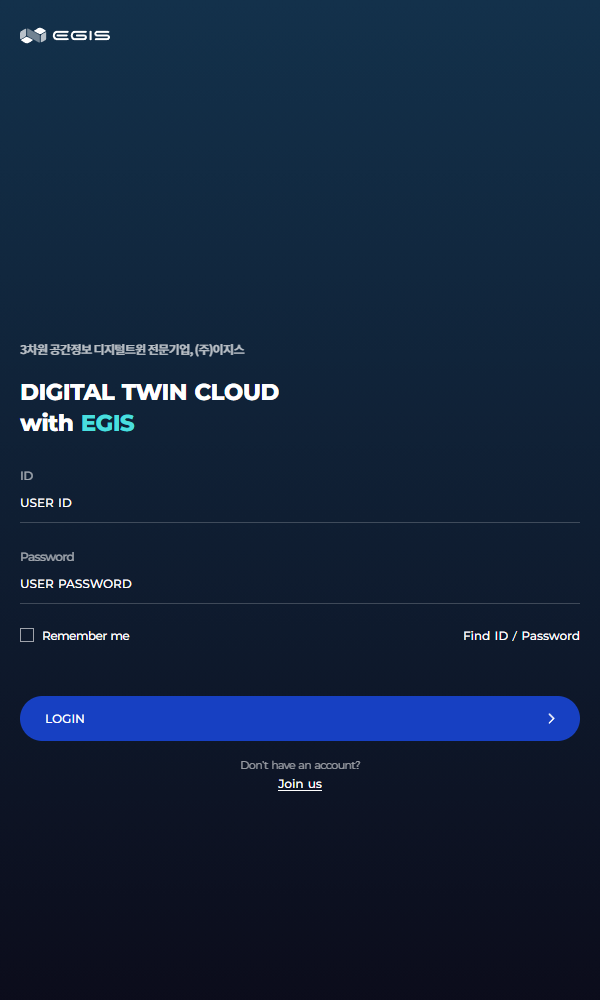 EGIS
3차원 공간정보 디지털트윈 전문기업, (주)이지스
DIGITAL TWIN CLOUD
with EGIS
ID
USER ID
Password
USER PASSWORD
Remember me
Find ID / Password
LOGIN
Don't have an account?
Join us